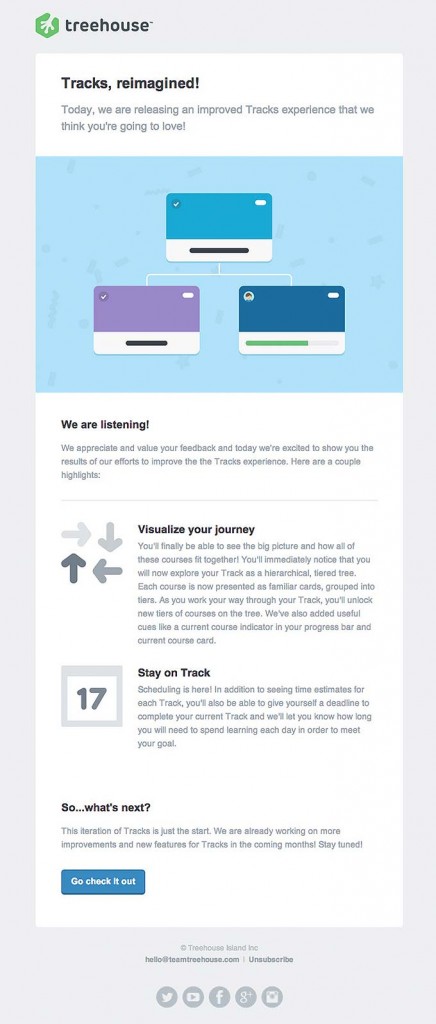 treehouse™
Tracks, reimagined!
Today, we are releasing an improved Tracks experience that we
think you're going to love!
We are listening!
We appreciate and value your feedback and today we're excited to show you the
results of our efforts to improve the the Tracks experience. Here are a couple
highlights:
Visualize your journey
You'll finally be able to see the big picture and how all of
these courses fit together! You'll immediately notice that you
will now explore your Track as a hierarchical, tiered tree.
Each course is now presented as familiar cards, grouped into
tiers. As you work your way through your Track, you'll unlock
new tiers of courses on the tree. We've also added useful
cues like a current course indicator in your progress bar and
current course card.
17
Stay on Track
Scheduling is here! In addition to seeing time estimates for
each Track, you'll also be able to give yourself a deadline to
complete your current Track and we'll let you know how long
you will need to spend learning each day in order to meet
your goal.
So...what's next?
This iteration of Tracks is just the start. We are already working on more
improvements and new features for Tracks in the coming months! Stay tuned!
Go check it out
© Treehouse Island Inc
hello@teamtreehouse.com | Unsubscribe